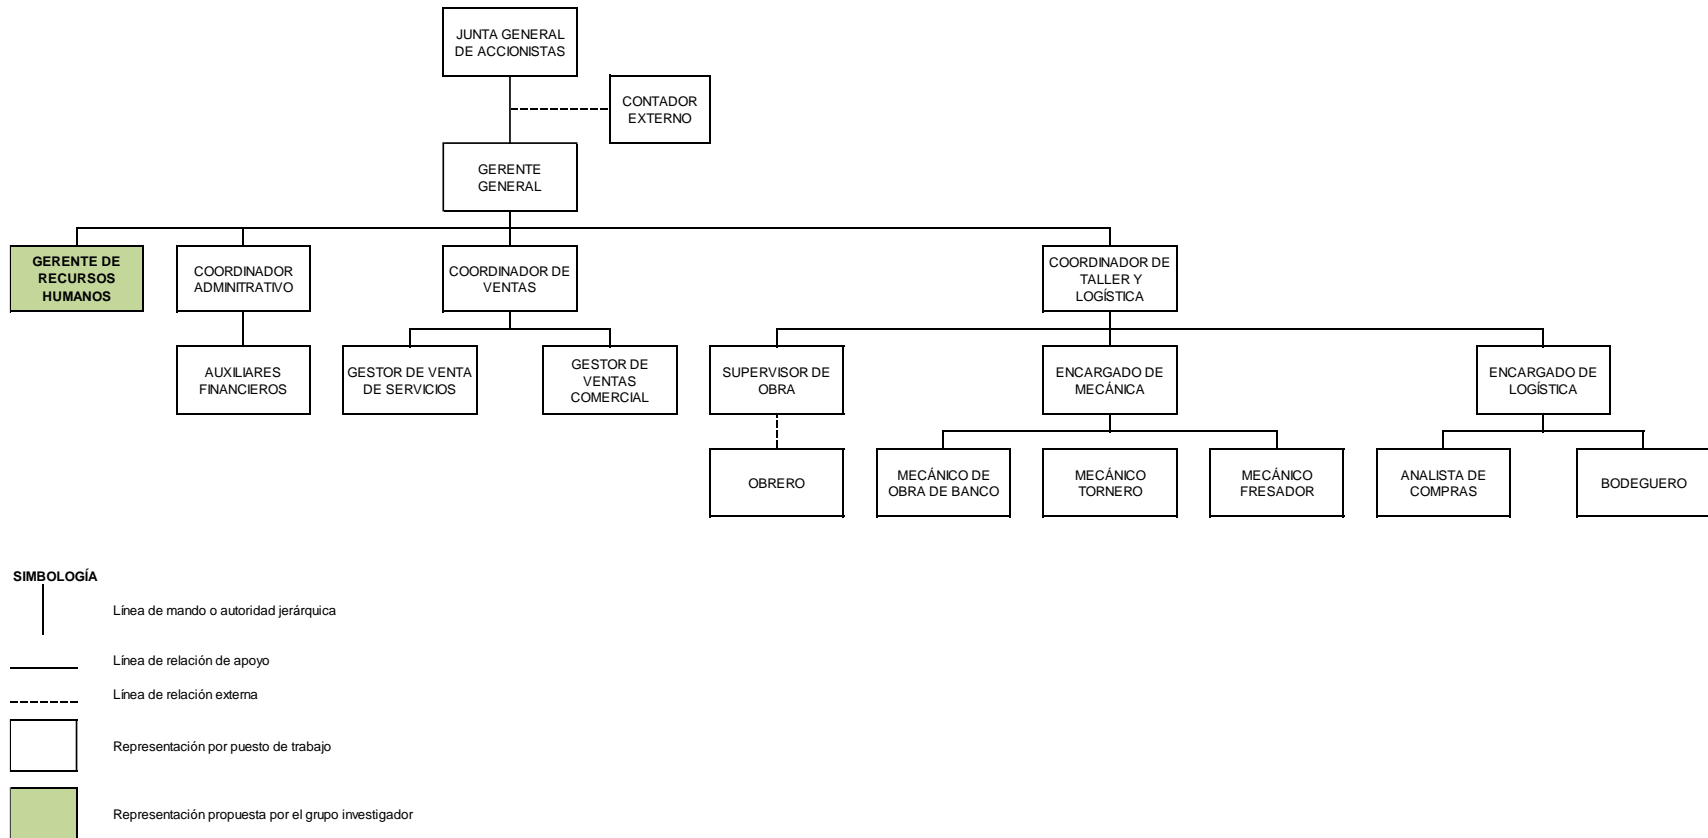 JUNTA GENERAL
DE ACCIONISTAS
CONTADOR
EXTERNO
GERENTE
GENERAL
GERENTE DE
RECURSOS
HUMANOS
COORDINADOR
ADMINITRATIVO
COORDINADOR DE
VENTAS
COORDINADOR DE
TALLER Y
LOGÍSTICA
AUXILIARES
FINANCIEROS
GESTOR DE VENTA
DE SERVICIOS
GESTOR DE
VENTAS
COMERCIAL
SUPERVISOR DE
OBRA
ENCARGADO DE
MECÁNICA
ENCARGADO DE
LOGÍSTICA
OBRERO
MECÁNICO DE
OBRA DE BANCO
MECÁNICO
TORNERO
MECÁNICO
FRESADOR
ANALISTA DE
COMPRAS
BODEGUERO
SIMBOLOGÍA
Línea de mando o autoridad jerárquica
Línea de relación de apoyo
Línea de relación externa
Representación por puesto de trabajo
Representación propuesta por el grupo investigador